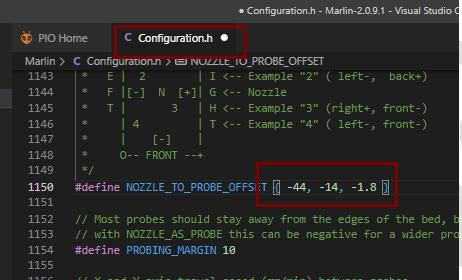 ● Configuration.h - Marlin-2.0.9.1 - Visual Studio C
PIO Home
C Configuration.h ●
Marlin > C Configuration.h > NOZZLE_TO_PROBE_OFFSET
1143 * E | 2 | I <-- Example "2" ( left-, back+)
1144 * F |[-] N [+]| G <-- Nozzle
1145 * T | 3 | H <-- Example "3" (right+, front-)
1146 * | 4 | T <-- Example "4" ( left-, front-)
1147 * | [-] |
1148 * O-- FRONT --+
1149 */
1150 #define NOZZLE_TO_PROBE_OFFSET { -44, -14, -1.8 }
1151
1152 // Most probes should stay away from the edges of the bed, b
1153 // with NOZZLE_AS_PROBE this can be negative for a wider pro
1154 #define PROBING_MARGIN 10